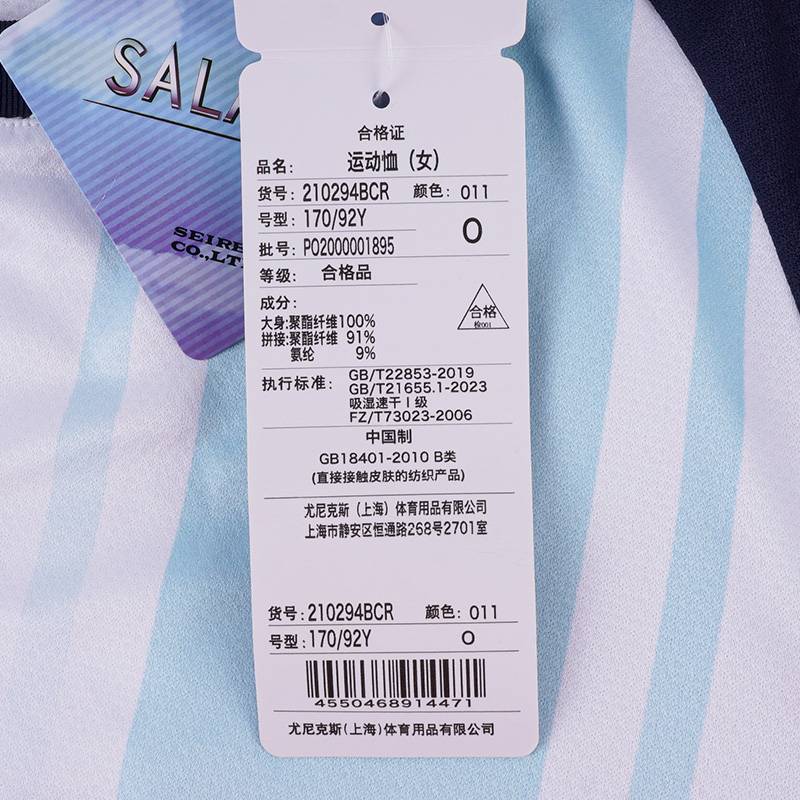 SALA
SEIRE
CO.,LT
合格证
品名： 运动恤（女）
货号：210294BCR 颜色：011
号型：170/92Y O
批号：PO2000001895
等级： 合格品
成分：
大身:聚酯纤维100%
拼接:聚酯纤维 91%
氨纶 9%
合格
检001
执行标准：GB/T22853-2019
GB/T21655.1-2023
吸湿速干Ⅰ级
FZ/T73023-2006
中国制
GB18401-2010 B类
(直接接触皮肤的纺织产品)
尤尼克斯（上海）体育用品有限公司
上海市静安区恒通路268号2701室
货号：210294BCR 颜色：011
号型：170/92Y O
4550468914471
尤尼克斯(上海)体育用品有限公司